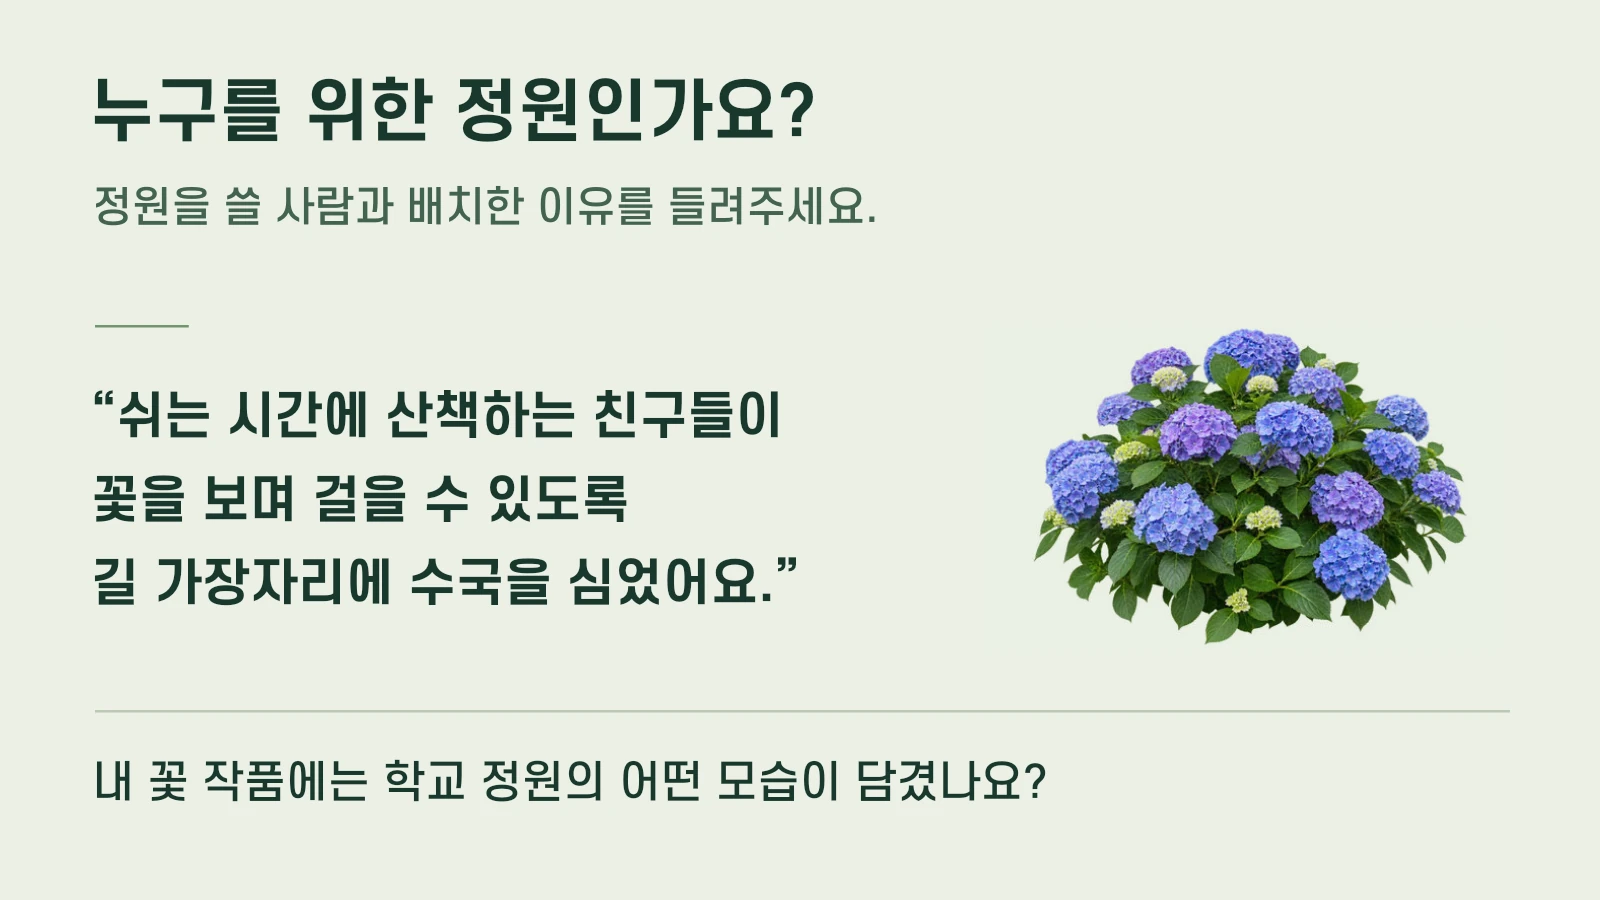 누구를 위한 정원인가요?
정원을 쓸 사람과 배치한 이유를 들려주세요.
“쉬는 시간에 산책하는 친구들이
꽃을 보며 걸을 수 있도록
길 가장자리에 수국을 심었어요.”
내 꽃 작품에는 학교 정원의 어떤 모습이 담겼나요?